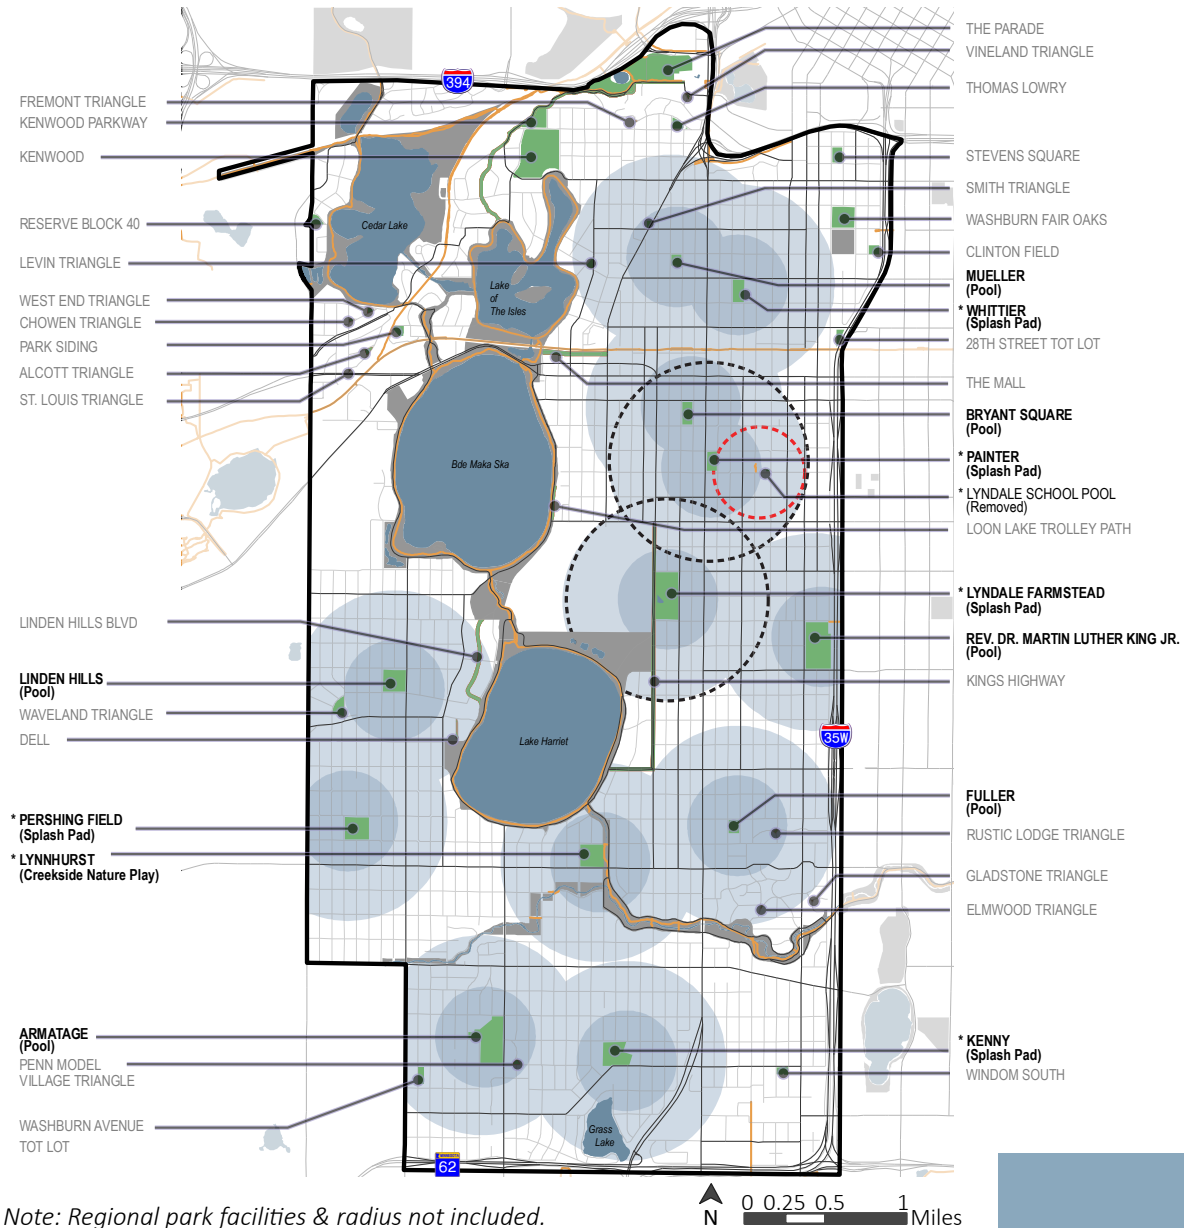 THE PARADE
VINELAND TRIANGLE
THOMAS LOWRY
STEVENS SQUARE
SMITH TRIANGLE
WASHBURN FAIR OAKS
CLINTON FIELD
MUELLER
(Pool)
* WHITTIER
(Splash Pad)
28TH STREET TOT LOT
THE MALL
BRYANT SQUARE
(Pool)
* PAINTER
(Splash Pad)
* LYNDALE SCHOOL POOL
(Removed)
LOON LAKE TROLLEY PATH
* LYNDALE FARMSTEAD
(Splash Pad)
REV. DR. MARTIN LUTHER KING JR.
(Pool)
KINGS HIGHWAY
FULLER
(Pool)
RUSTIC LODGE TRIANGLE
GLADSTONE TRIANGLE
ELMWOOD TRIANGLE
* KENNY
(Splash Pad)
WINDOM SOUTH
FREMONT TRIANGLE
KENWOOD PARKWAY
KENWOOD
RESERVE BLOCK 40
LEVIN TRIANGLE
WEST END TRIANGLE
CHOWEN TRIANGLE
PARK SIDING
ALCOTT TRIANGLE
ST. LOUIS TRIANGLE
LINDEN HILLS BLVD
LINDEN HILLS
(Pool)
WAVELAND TRIANGLE
DELL
* PERSHING FIELD
(Splash Pad)
* LYNNHURST
(Creekside Nature Play)
ARMATAGE
(Pool)
PENN MODEL
VILLAGE TRIANGLE
WASHBURN AVENUE
TOT LOT
394
Cedar Lake
Lake
of
The Isles
Bde Maka Ska
Lake Harriet
35W
Grass
Lake
62
Note: Regional park facilities & radius not included.
N
0 0.25 0.5 1
Miles